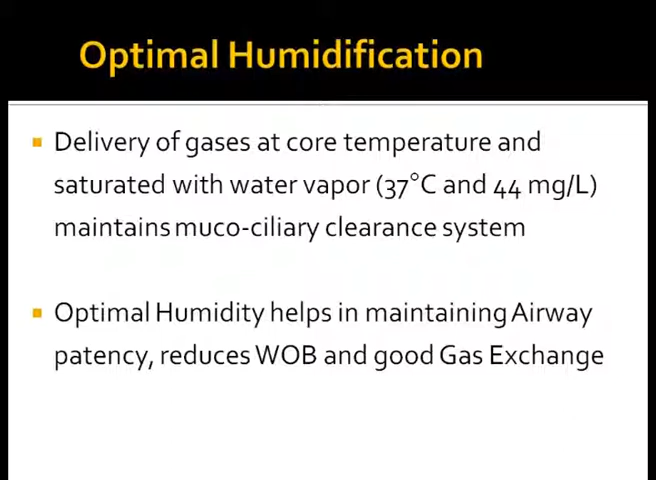 Optimal Humidification
Delivery of gases at core temperature and
saturated with water vapor (37°C and 44 mg/L)
maintains muco-ciliary clearance system
Optimal Humidity helps in maintaining Airway
patency, reduces WOB and good Gas Exchange